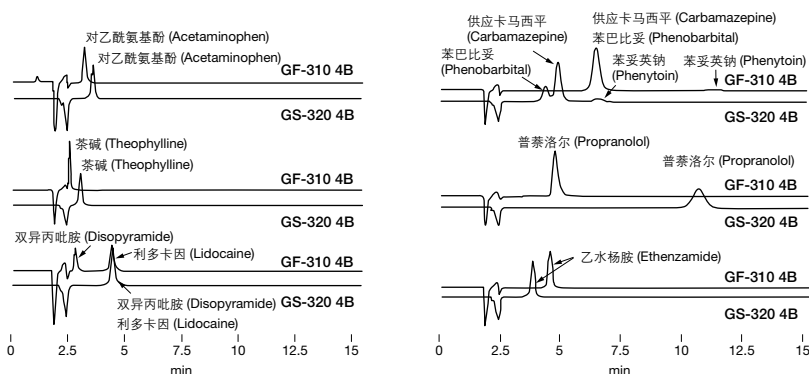 对乙酰氨基酚 (Acetaminophen)
对乙酰氨基酚 (Acetaminophen)
GF-310 4B
GS-320 4B
茶碱 (Theophylline)
茶碱 (Theophylline)
GF-310 4B
GS-320 4B
双异丙吡胺 (Disopyramide)
利多卡因 (Lidocaine)
GF-310 4B
GS-320 4B
双异丙吡胺 (Disopyramide)
利多卡因 (Lidocaine)
0 2.5 5 7.5 10 12.5 15
min
供应卡马西平
(Carbamazepine)
苯巴比妥
(Phenobarbital)
供应卡马西平 (Carbamazepine)
苯巴比妥 (Phenobarbital)
苯妥英钠
(Phenytoin)
苯妥英钠 (Phenytoin)
GF-310 4B
GS-320 4B
普萘洛尔 (Propranolol)
普萘洛尔 (Propranolol)
GF-310 4B
GS-320 4B
乙水杨胺 (Ethenzamide)
GF-310 4B
GS-320 4B
0 2.5 5 7.5 10 12.5 15
min